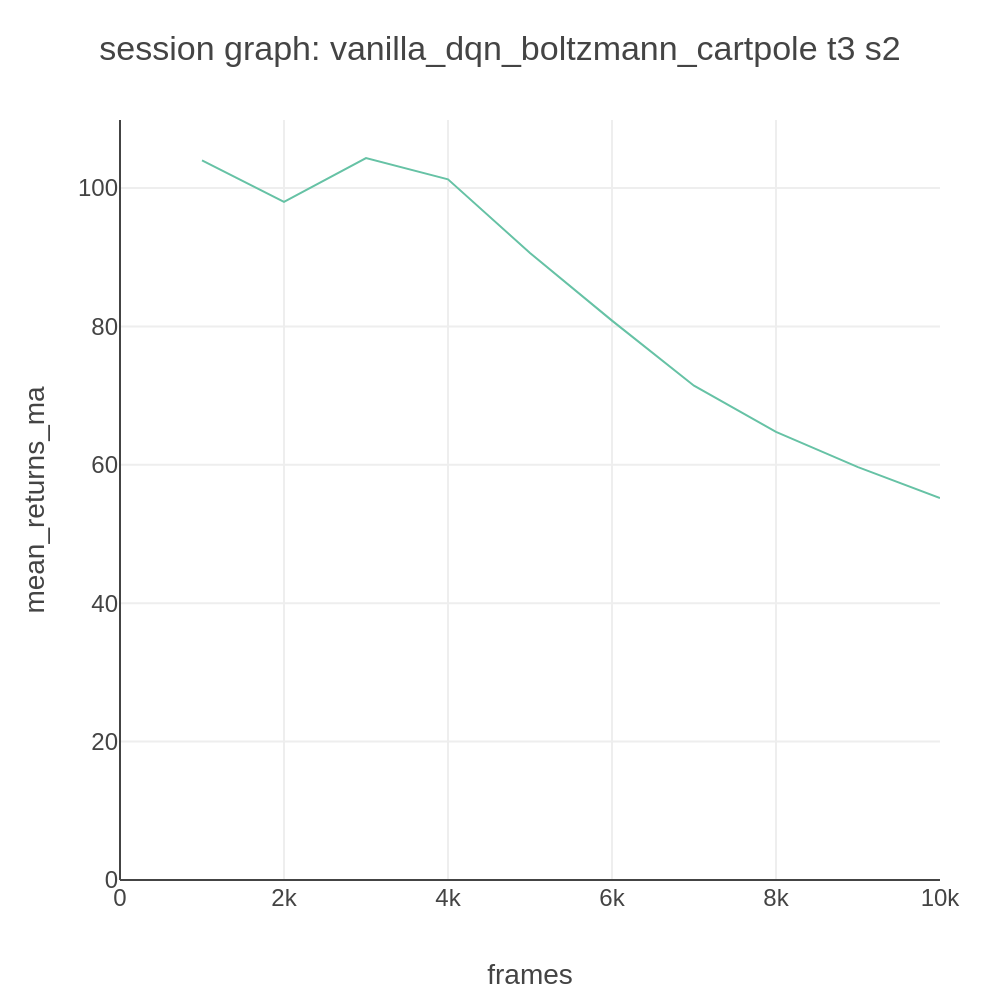 session graph: vanilla_dqn_boltzmann_cartpole t3 s2
mean_returns_ma
100
80
60
40
20
0
0 2k 4k 6k 8k 10k
frames